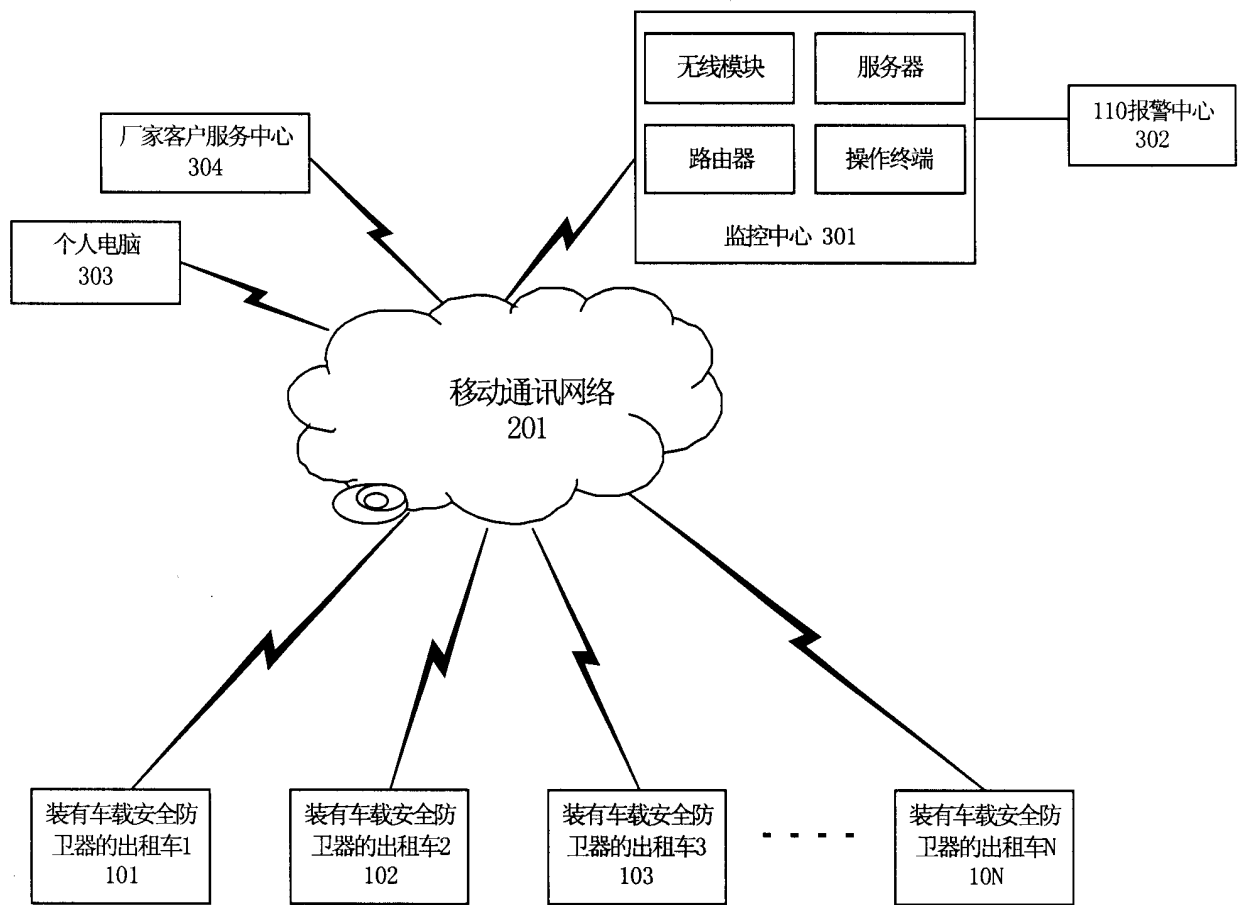 无线模块
服务器
路由器
操作终端
监控中心 301
110报警中心
302
厂家客户服务中心
304
个人电脑
303
移动通讯网络
201
装有车载安全防
卫器的出租车1
101
装有车载安全防
卫器的出租车2
102
装有车载安全防
卫器的出租车3
103
装有车载安全防
卫器的出租车N
10N